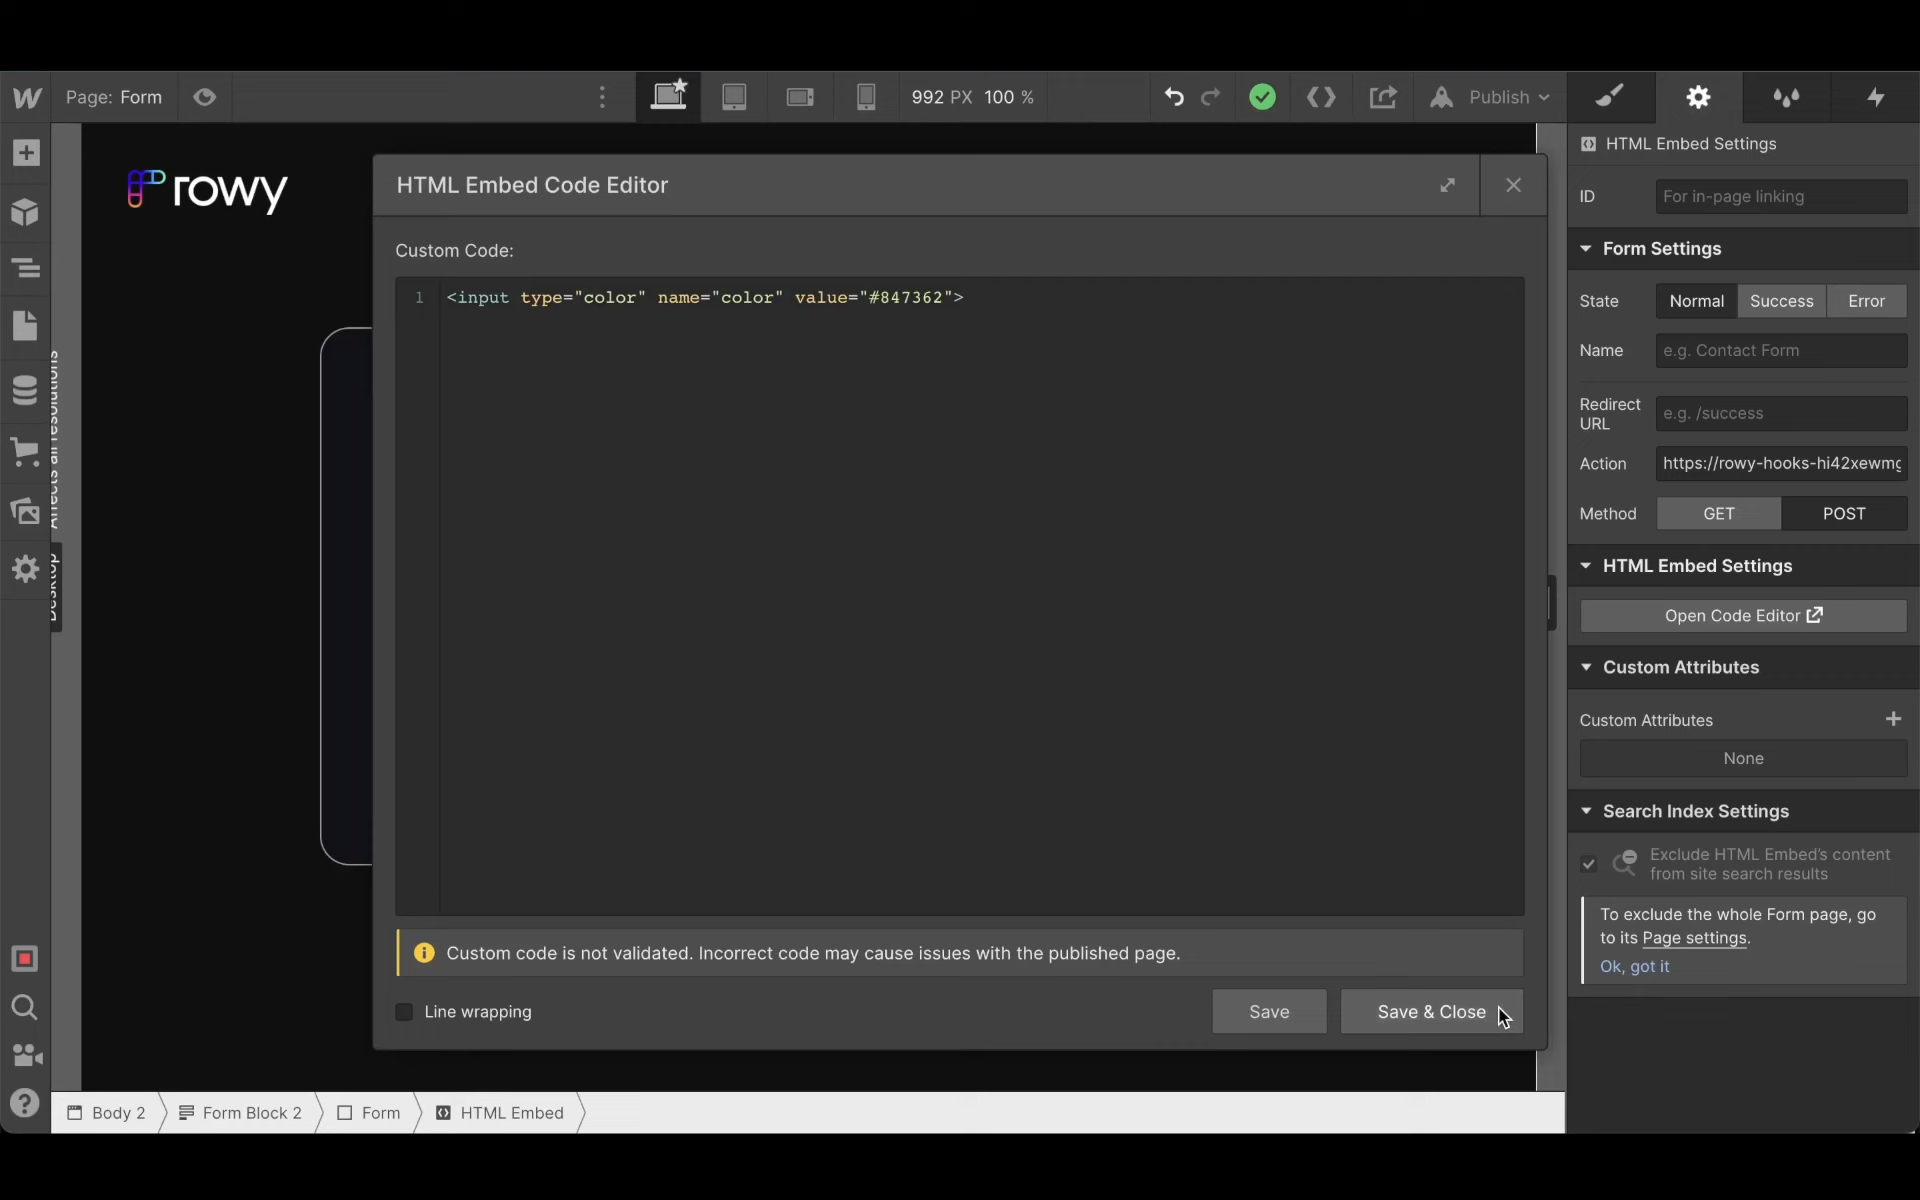 Page: Form
992 PX 100 %
Publish
rowy
Affects all resolutions
Desktop
HTML Embed Code Editor
Custom Code:
1 <input type="color" name="color" value="#847362">
Custom code is not validated. Incorrect code may cause issues with the published page.
Line wrapping
Save
Save & Close
Body 2
Form Block 2
Form
HTML Embed
HTML Embed Settings
ID For in-page linking
Form Settings
State Normal Success Error
Name e.g. Contact Form
Redirect
URL
e.g. /success
Action https://rowy-hooks-hi42xewmg
Method GET POST
HTML Embed Settings
Open Code Editor
Custom Attributes
Custom Attributes
None
Search Index Settings
Exclude HTML Embed's content
from site search results
To exclude the whole Form page, go
to its Page settings.
Ok, got it